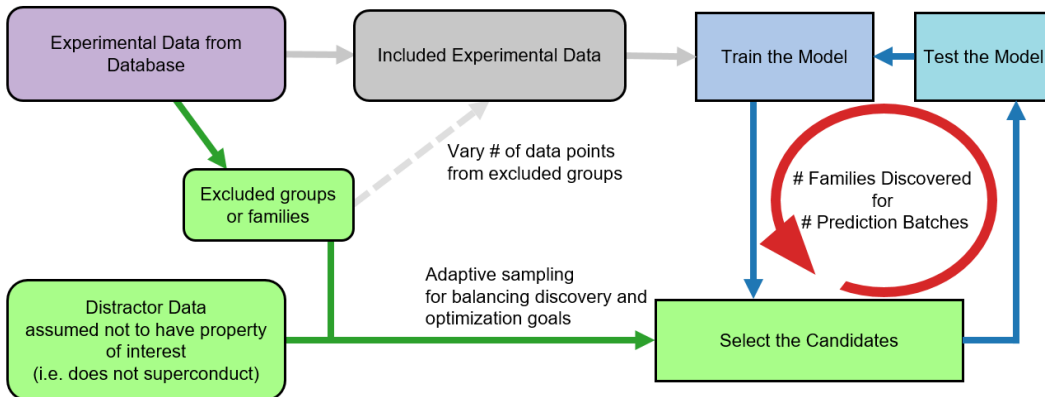 Experimental Data from
Database
Included Experimental Data
Train the Model
Test the Model
Vary # of data points
from excluded groups
Excluded groups
or families
# Families Discovered
for
# Prediction Batches
Adaptive sampling
for balancing discovery and
optimization goals
Distractor Data
assumed not to have property
of interest
(i.e. does not superconduct)
Select the Candidates